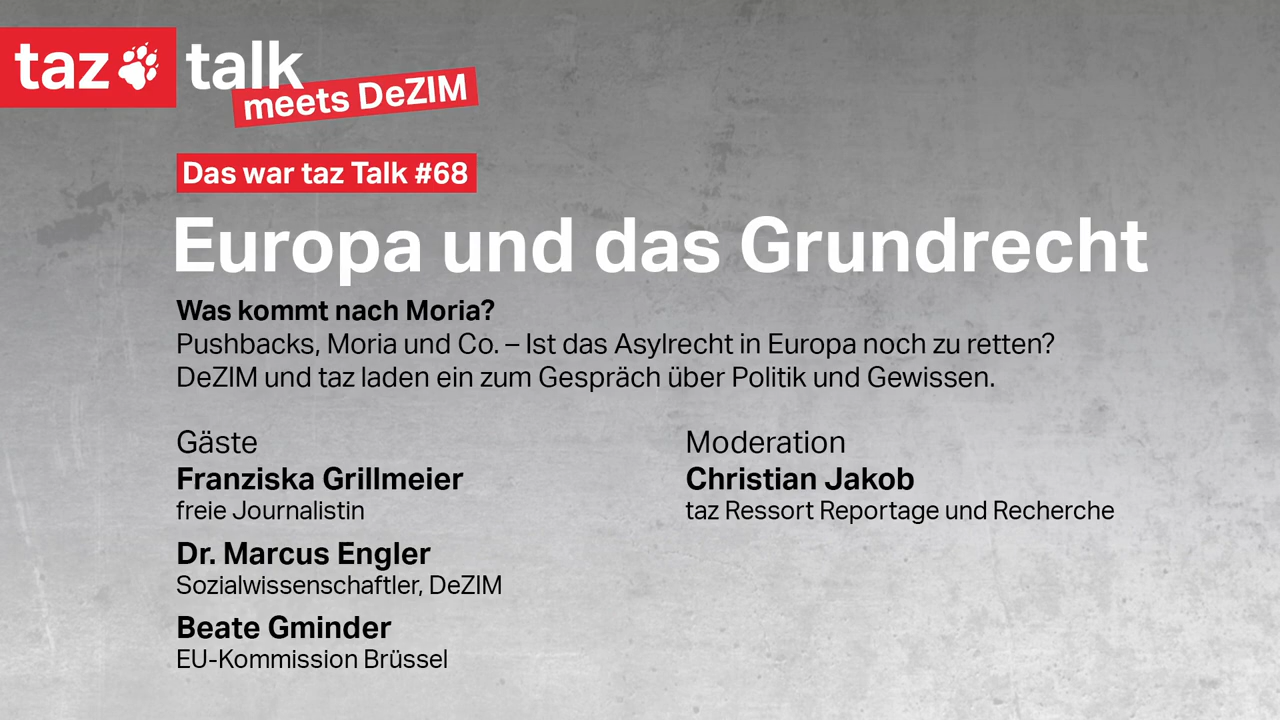 taz talk
meets DeZIM
Das war taz Talk #68
Europa und das Grundrecht
Was kommt nach Moria?
Pushbacks, Moria und Co. – Ist das Asylrecht in Europa noch zu retten?
DeZIM und taz laden ein zum Gespräch über Politik und Gewissen.
Gäste
Franziska Grillmeier
freie Journalistin
Dr. Marcus Engler
Sozialwissenschaftler, DeZIM
Beate Gminder
EU-Kommission Brüssel
Moderation
Christian Jakob
taz Ressort Reportage und Recherche